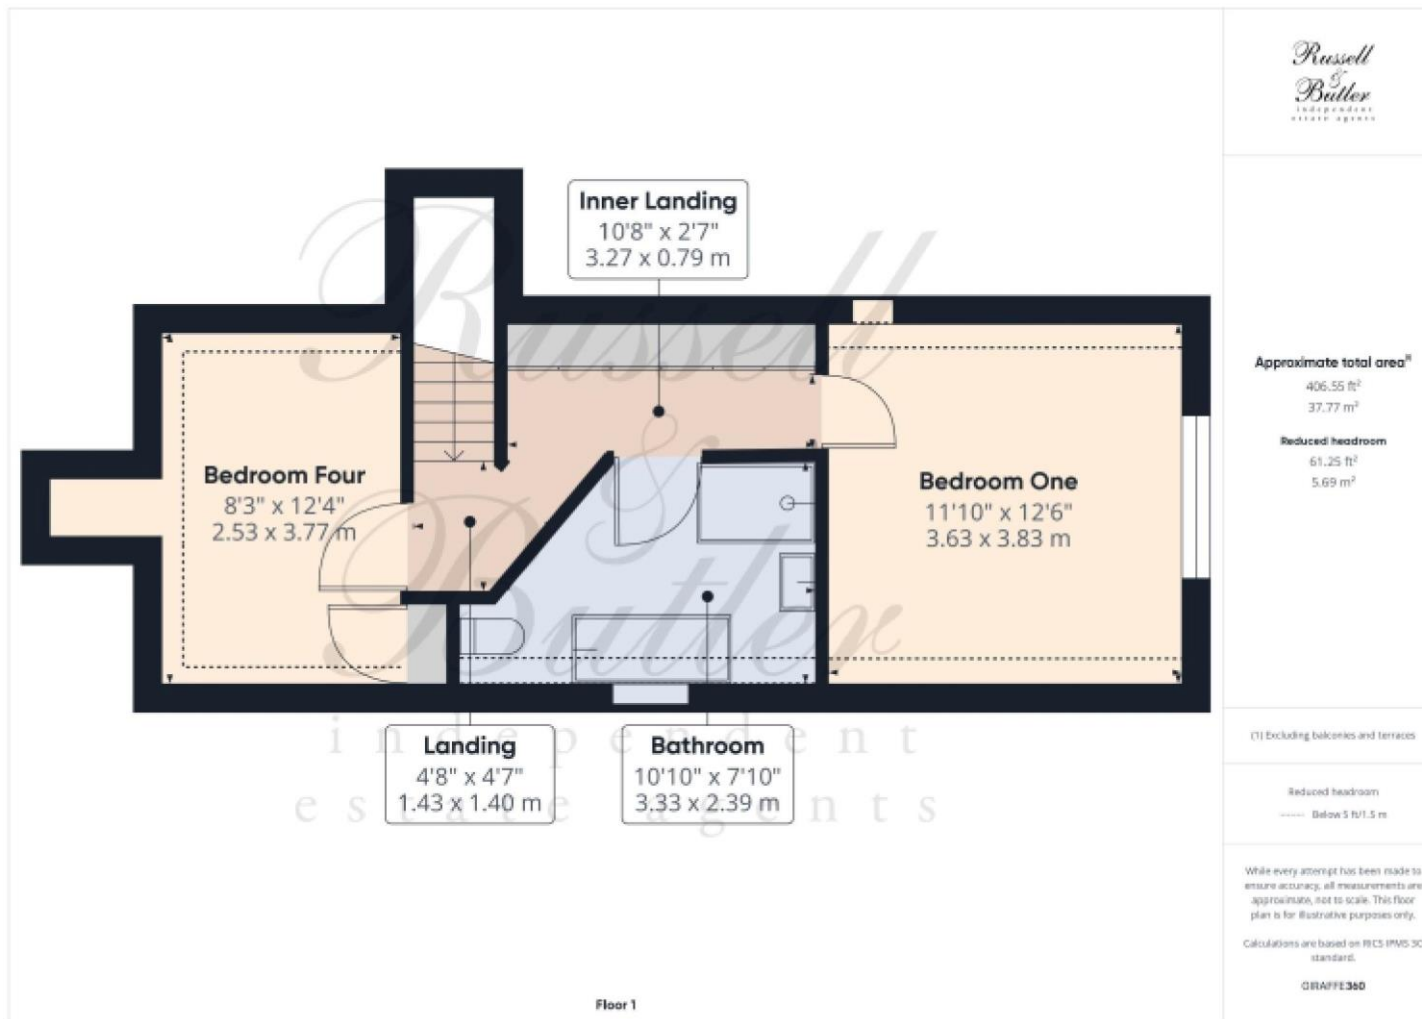 Russell
&
Butler
independent
estate agents
Inner Landing
10'8" x 2'7"
3.27 x 0.79 m
Bedroom Four
8'3" x 12'4"
2.53 x 3.77 m
Bedroom One
11'10" x 12'6"
3.63 x 3.83 m
Landing
4'8" x 4'7"
1.43 x 1.40 m
Bathroom
10'10" x 7'10"
3.33 x 2.39 m
Floor 1
Russell
&
Butler
independent
estate agents
Approximate total area
406.55 ft²
37.77 m²
Reduced headroom
61.25 ft²
5.69 m²
(1) Excluding balconies and terraces
Reduced headroom
Below 5 ft/1.5 m
While every attempt has been made to
ensure accuracy, all measurements are
approximate, not to scale. This floor
plan is for illustrative purposes only.
Calculations are based on RICS IPMS 3C
standard.
GIRAFFE360